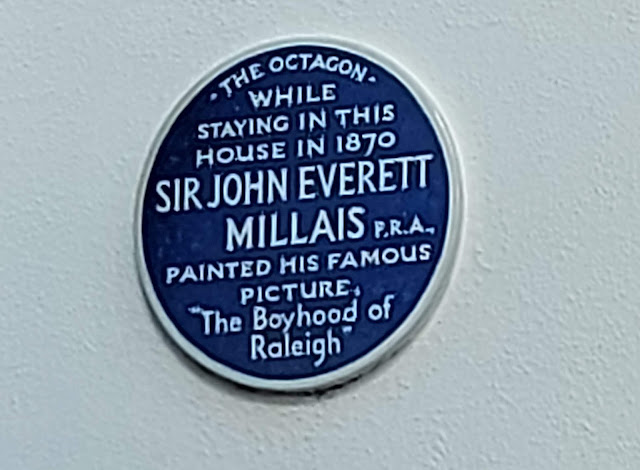 - THE OCTAGON -
WHILE
STAYING IN THIS
HOUSE IN 1870
SIR JOHN EVERETT
MILLAIS P.R.A.,
PAINTED HIS FAMOUS
PICTURE.
"The Boyhood of
Raleigh"